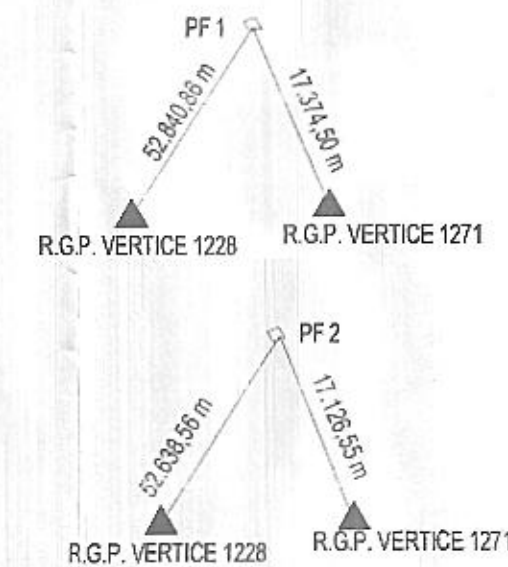 PF 1
52.840,86 m
17.374,50 m
R.G.P. VERTICE 1228
R.G.P. VERTICE 1271
PF 2
52.638,56 m
17.126,55 m
R.G.P. VERTICE 1228
R.G.P. VERTICE 1271